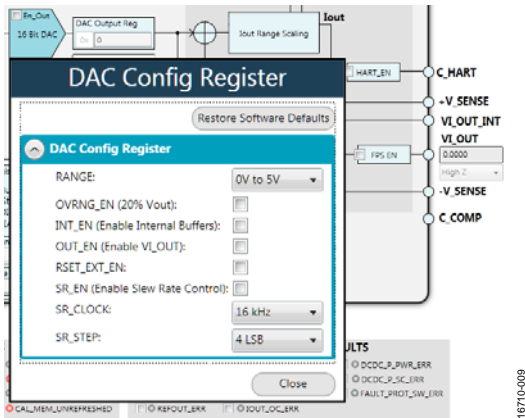 En_Out
16 Bit DAC
DAC Output Reg
0x 0
Iout Range Scaling
Iout
DAC Config Register
Restore Software Defaults
DAC Config Register
RANGE: 0V to 5V
OVRNG_EN (20% Vout):
INT_EN (Enable Internal Buffers):
OUT_EN (Enable VI_OUT):
RSET_EXT_EN:
SR_EN (Enable Slew Rate Control):
SR_CLOCK: 16 kHz
SR_STEP: 4 LSB
Close
HART_EN
C_HART
+V_SENSE
VI_OUT_INT
VI_OUT
FPS EN
0.0000
High Z
-V_SENSE
C_COMP
ULTS
DCDC_P_PWR_ERR
DCDC_P_SC_ERR
FAULT_PROT_SW_ERR
CAL_MEM_UNREFRESHED
REFOUT_ERR
IOUT_OC_ERR
16710-009